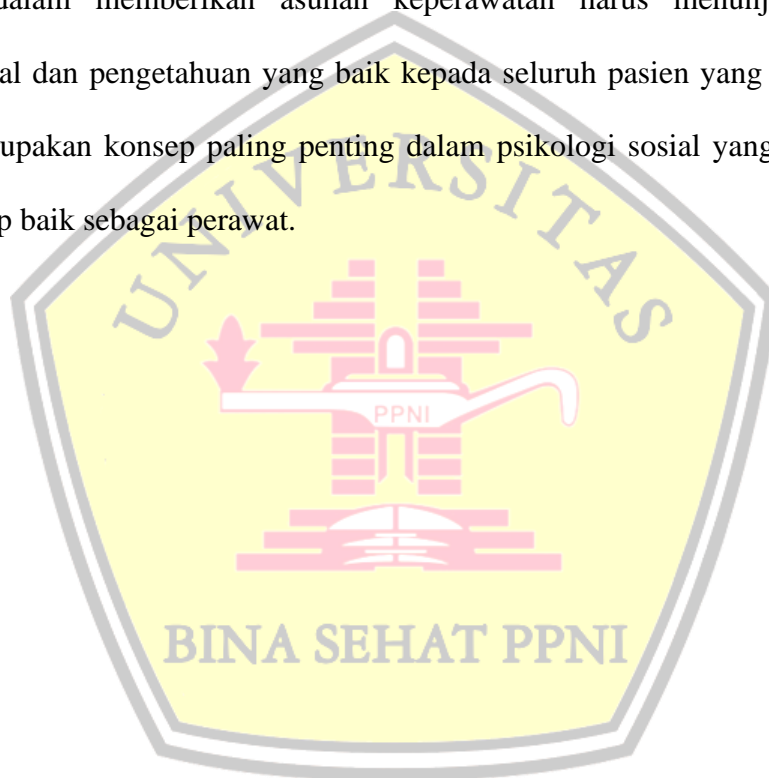 dalam memberikan asuhan keperawatan harus menunj
al dan pengetahuan yang baik kepada seluruh pasien yang
upakan konsep paling penting dalam psikologi sosial yang
p baik sebagai perawat.
UNIVERSITAS
PPNI
BINA SEHAT PPNI